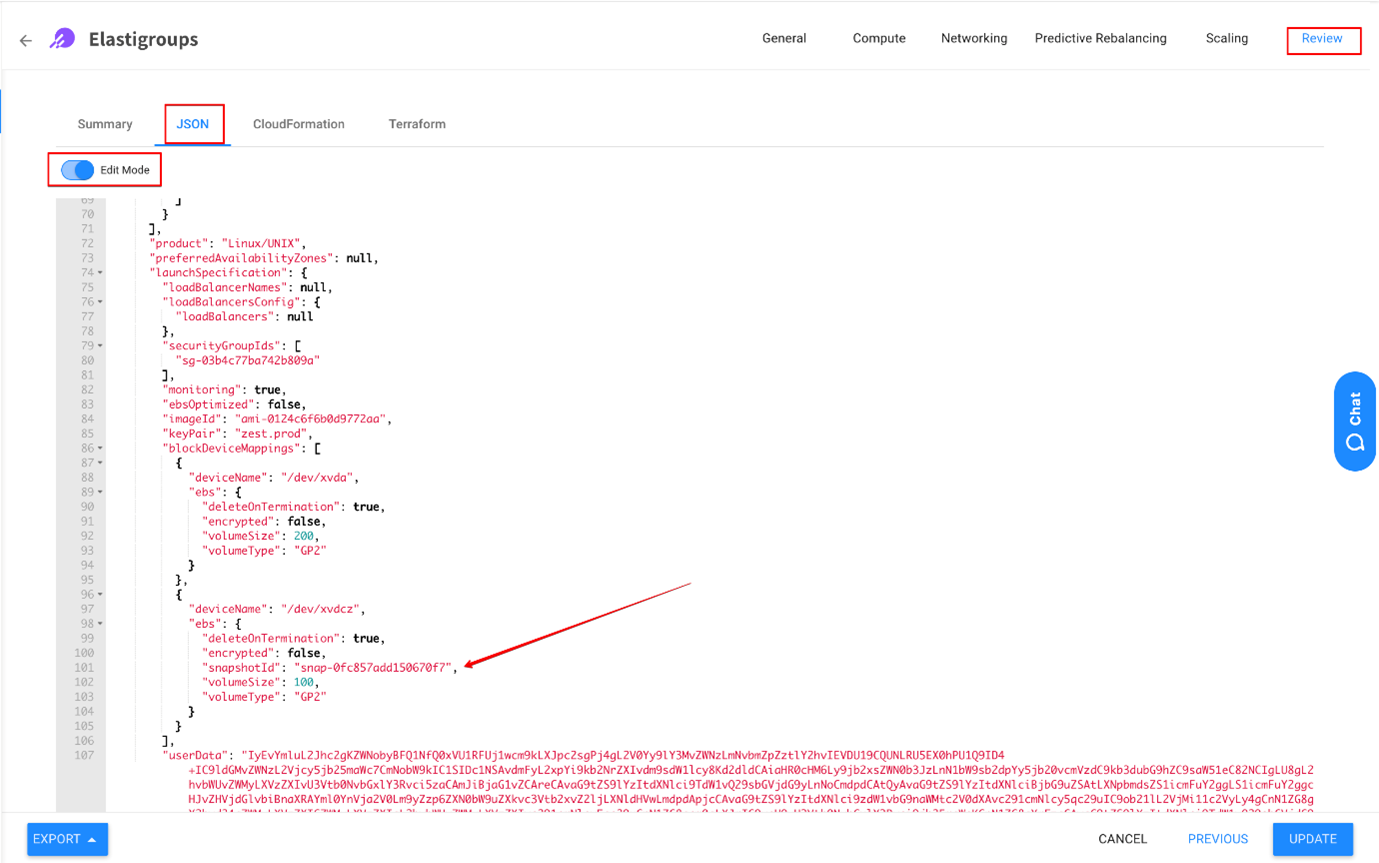 Elastigroups
General Compute Networking Predictive Rebalancing Scaling Review
Summary JSON CloudFormation Terraform
Edit Mode
69 ]
70 }
71 ],
72 "product": "Linux/UNIX",
73 "preferredAvailabilityZones": null,
74 "launchSpecification": {
75 "loadBalancerNames": null,
76 "loadBalancersConfig": {
77 "loadBalancers": null
78 },
79 "securityGroupIds": [
80 "sg-03b4c77ba742b809a"
81 ],
82 "monitoring": true,
83 "ebsOptimized": false,
84 "imageId": "ami-0124c6f6b0d9772aa",
85 "keyPair": "zest.prod",
86 "blockDeviceMappings": [
87 {
88 "deviceName": "/dev/xvda",
89 "ebs": {
90 "deleteOnTermination": true,
91 "encrypted": false,
92 "volumeSize": 200,
93 "volumeType": "GP2"
94 }
95 },
96 {
97 "deviceName": "/dev/xvdcz",
98 "ebs": {
99 "deleteOnTermination": true,
100 "encrypted": false,
101 "snapshotId": "snap-0fc857add150670f7",
102 "volumeSize": 100,
103 "volumeType": "GP2"
104 }
105 }
106 ],
107 "userData":
Chat
EXPORT CANCEL PREVIOUS UPDATE